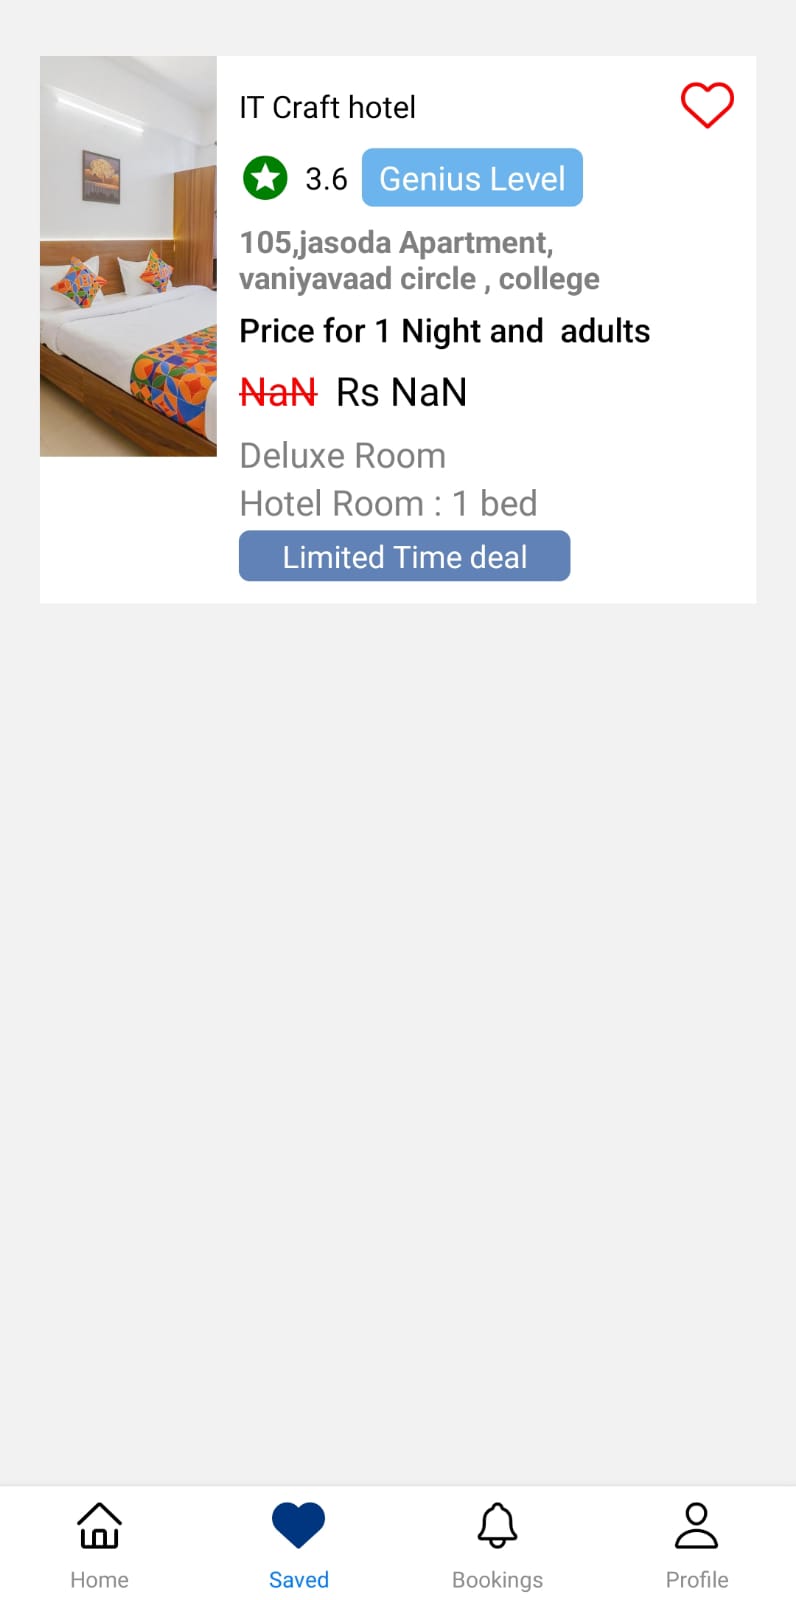 IT Craft hotel
3.6 Genius Level
105,jasoda Apartment,
vaniyavaad circle , college
Price for 1 Night and  adults
NaN Rs NaN
Deluxe Room
Hotel Room : 1 bed
Limited Time deal
Home Saved Bookings Profile